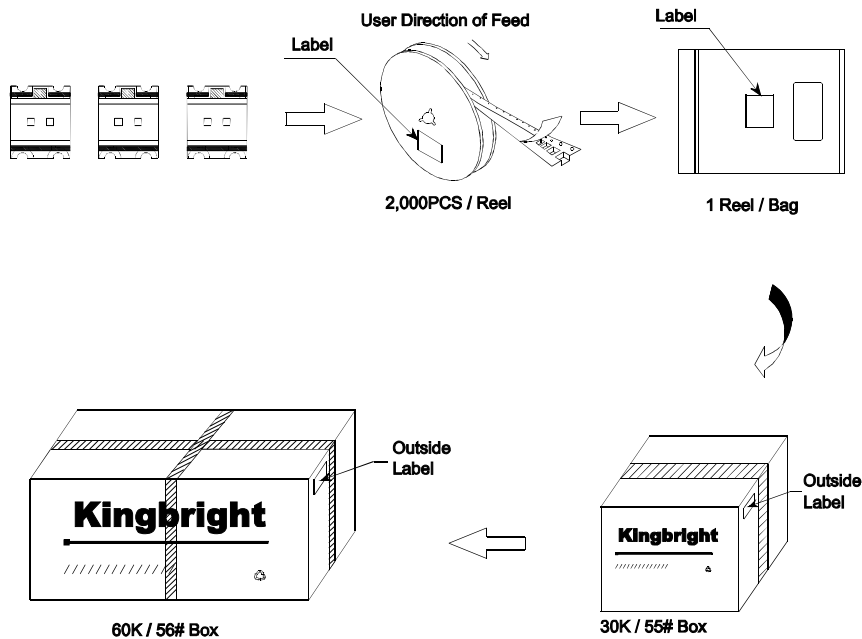 User Direction of Feed
Label
Label
2,000PCS / Reel
1 Reel / Bag
Outside
Label
Kingbright
60K / 56# Box
Outside
Label
Kingbright
30K / 55# Box